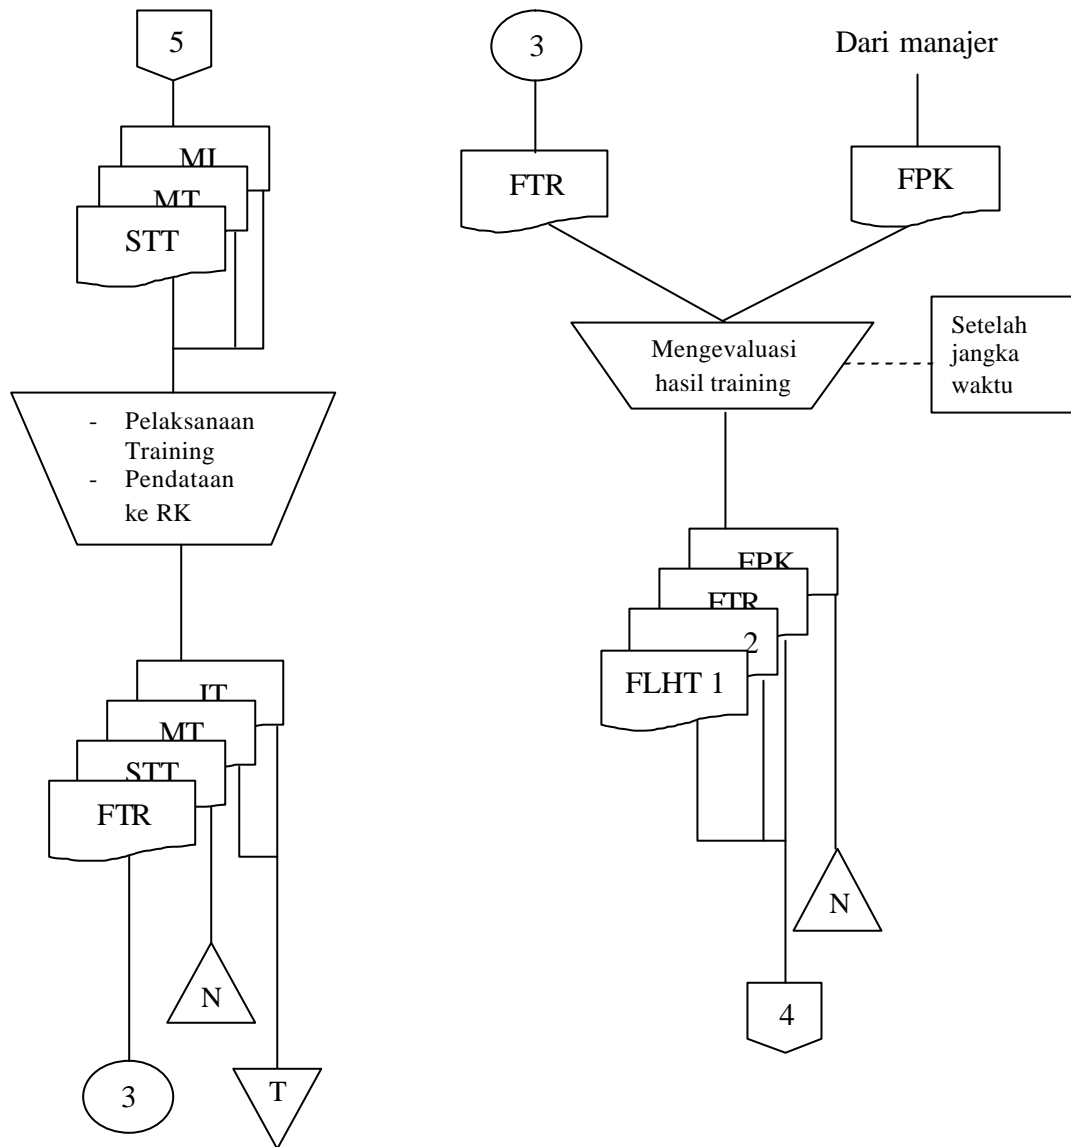 5
MI
MT
STT
- Pelaksanaan
Training
- Pendataan
ke RK
IT
MT
STT
FTR
N
3
T
3
Dari manajer
FTR
FPK
Mengevaluasi
hasil training
Setelah
jangka
waktu
FPK
FTR
2
FLHT 1
N
4